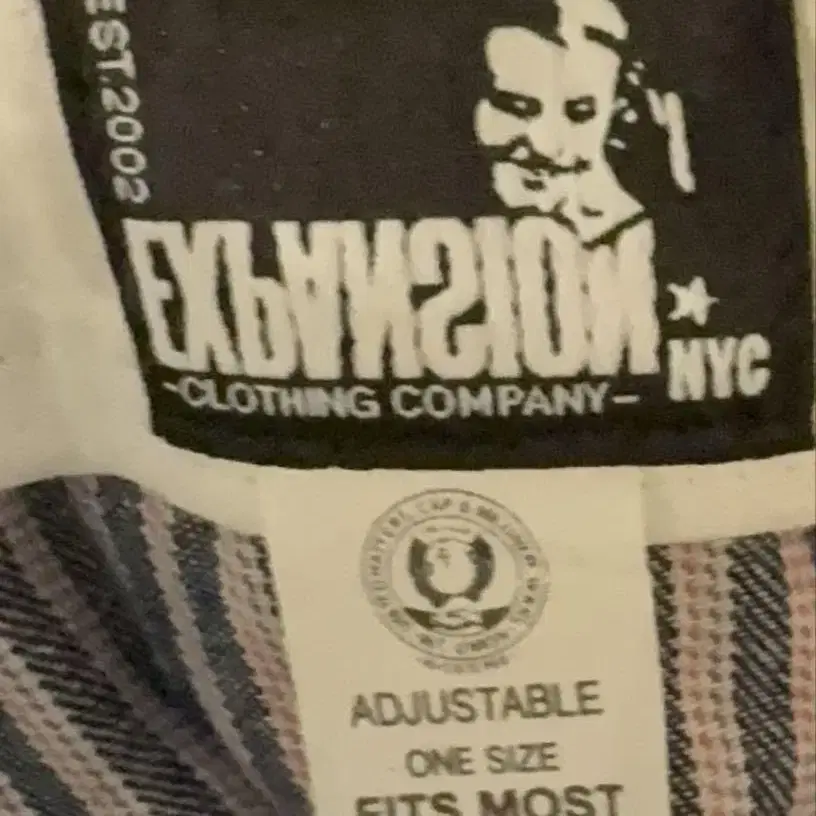 EST.2002
EXPANSION
NYC
-CLOTHING COMPANY-
ADJUSTABLE
ONE SIZE
FITS MOST